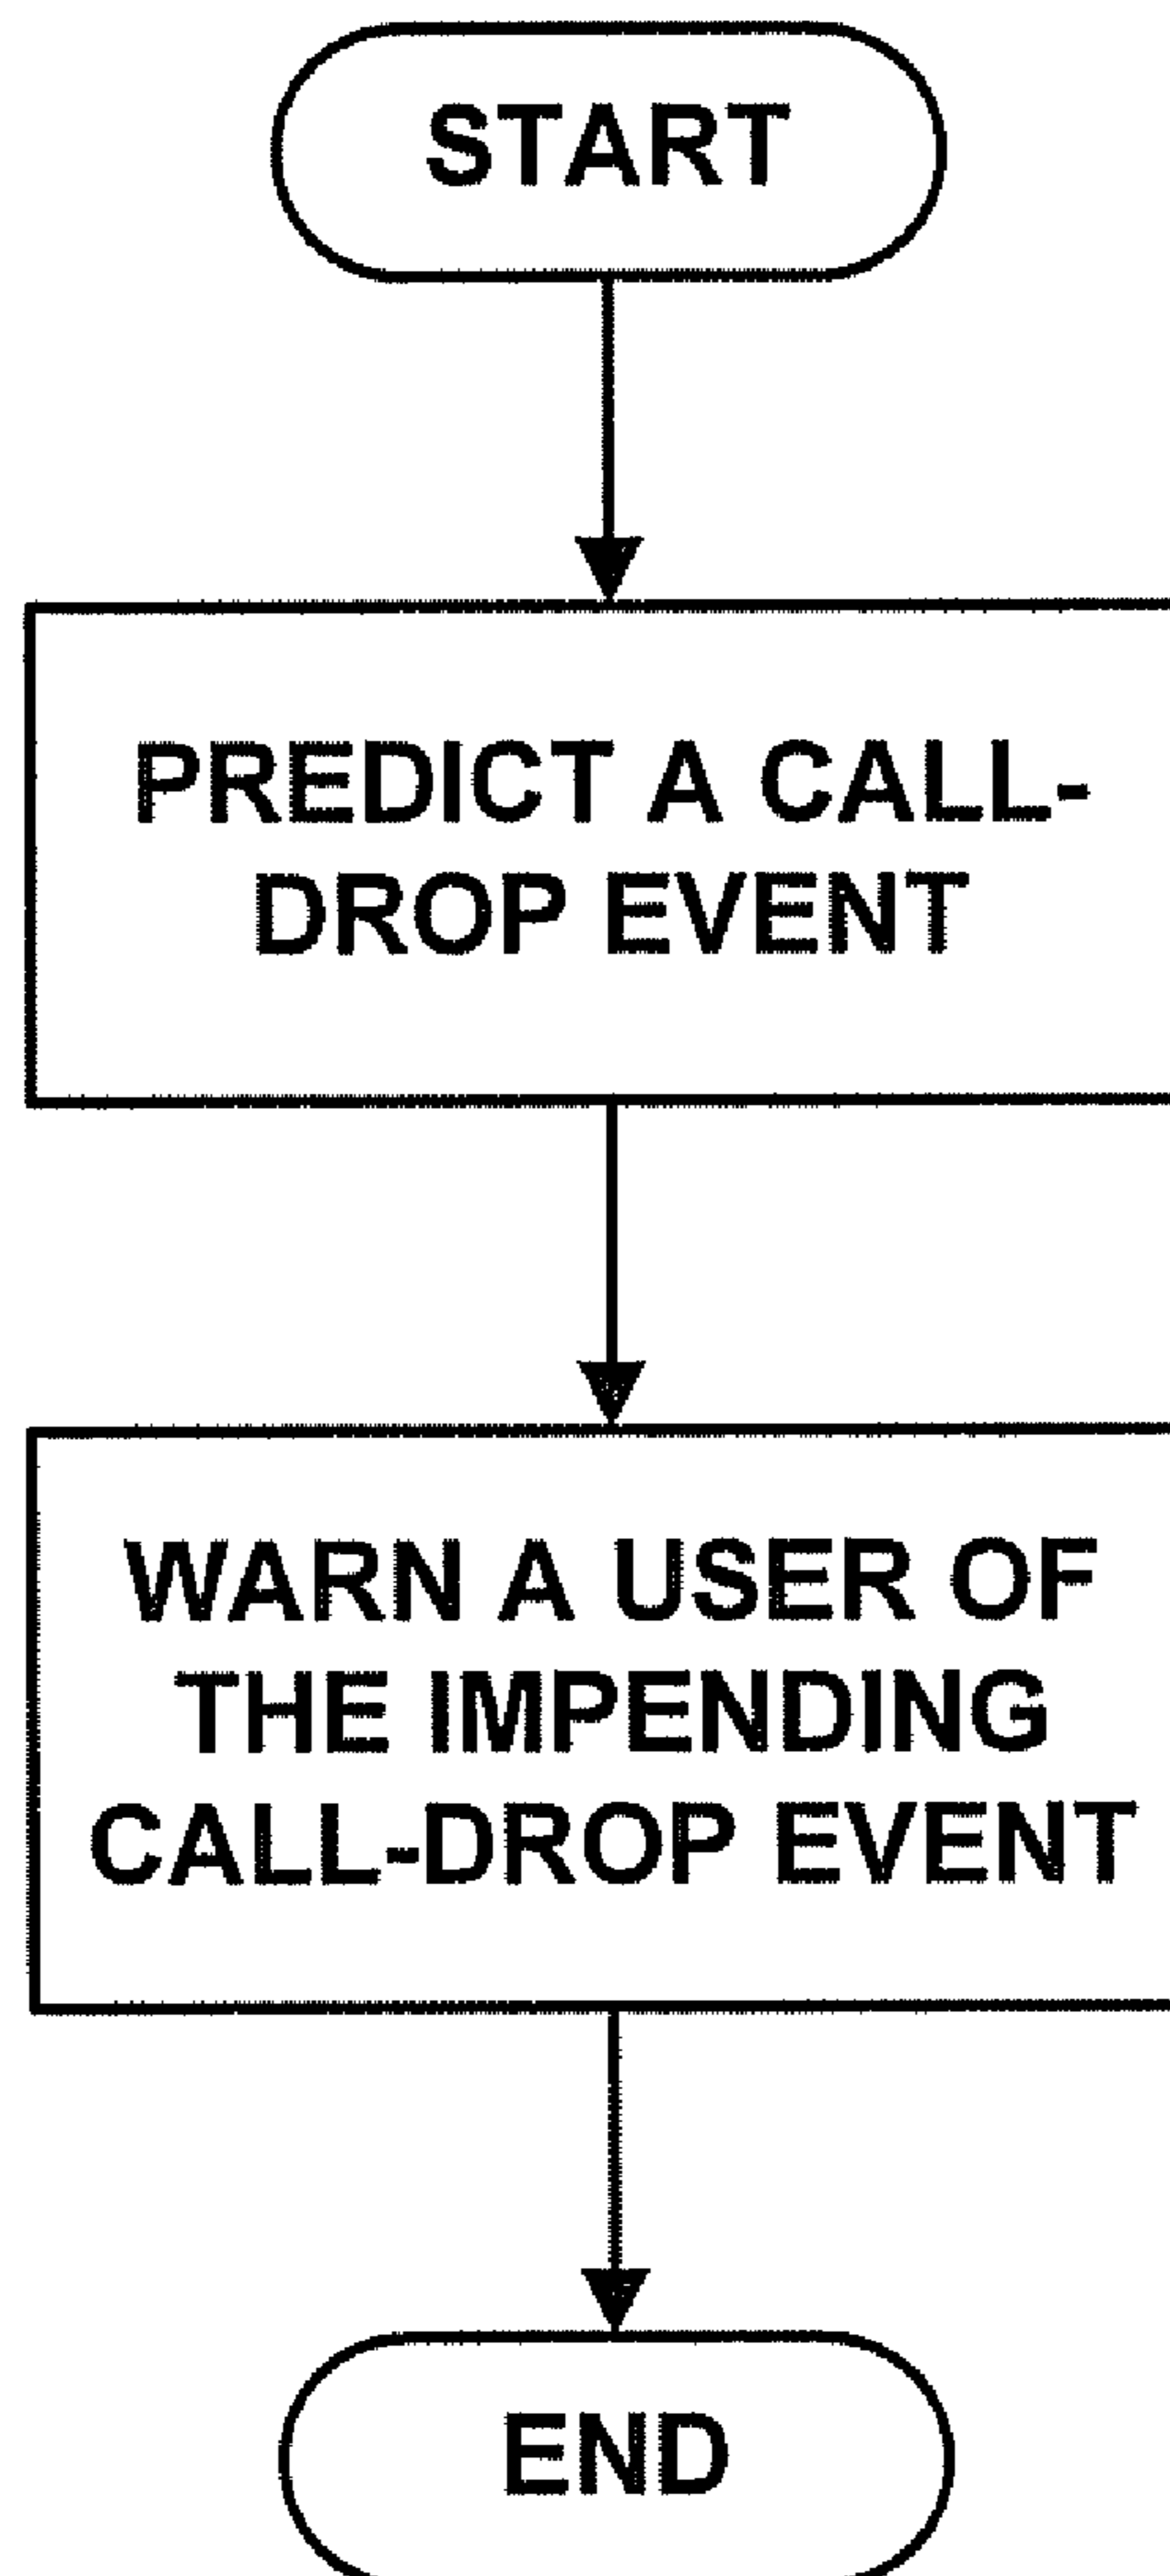 START
PREDICT A CALL-
DROP EVENT
WARN A USER OF
THE IMPENDING
CALL-DROP EVENT
END